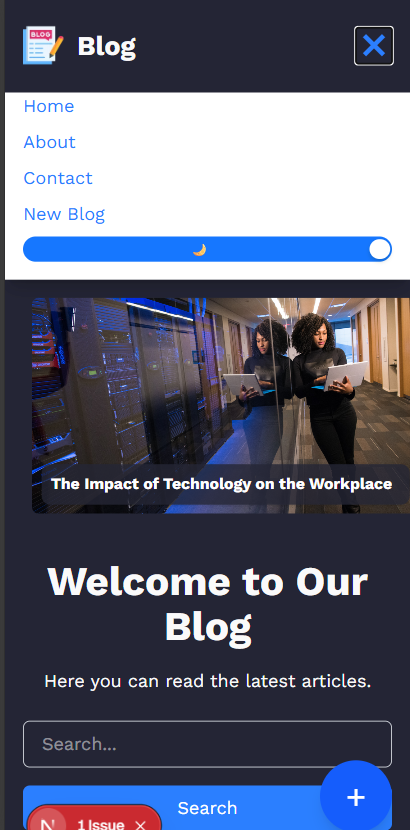 BLOG
Blog
Home
About
Contact
New Blog
The Impact of Technology on the Workplace
Welcome to Our
Blog
Here you can read the latest articles.
Search...
Search
+
N
1 Issue